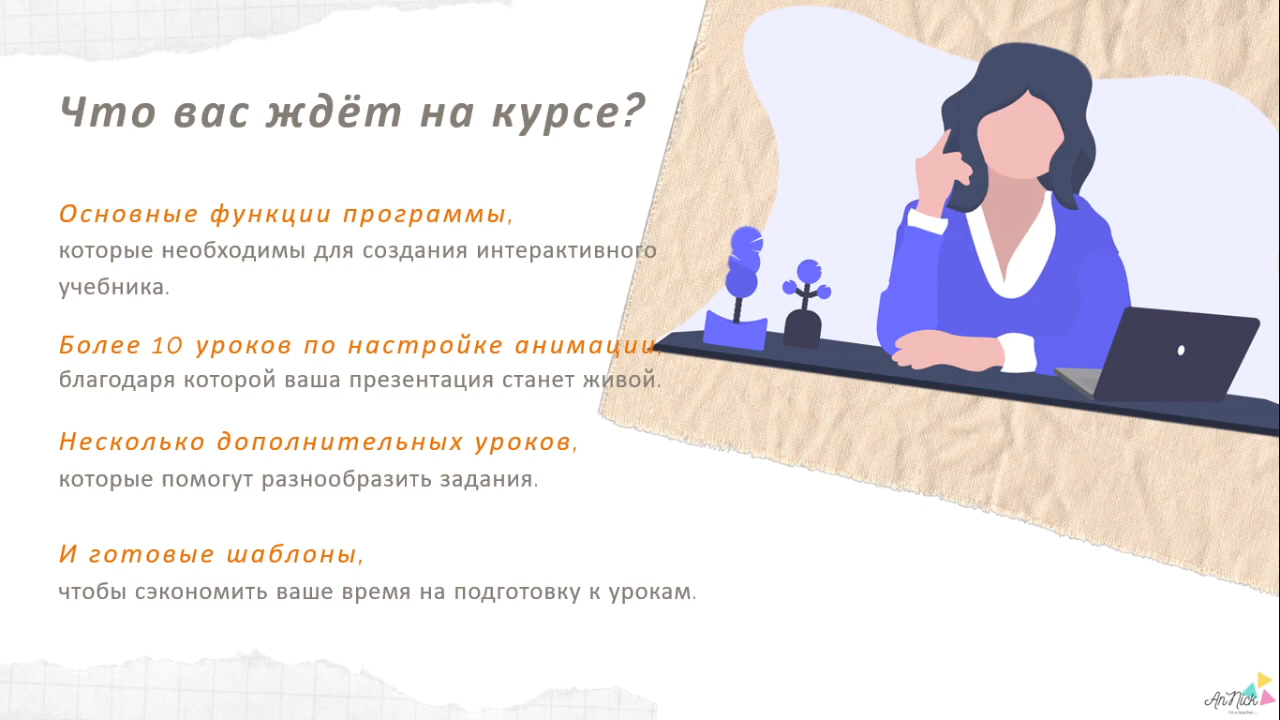 Что вас ждёт на курсе?
Основные функции программы,
которые необходимы для создания интерактивного
учебника.
Более 10 уроков по настройке анимации,
благодаря которой ваша презентация станет живой.
Несколько дополнительных уроков,
которые помогут разнообразить задания.
И готовые шаблоны,
чтобы сэкономить ваше время на подготовку к урокам.
AnNick